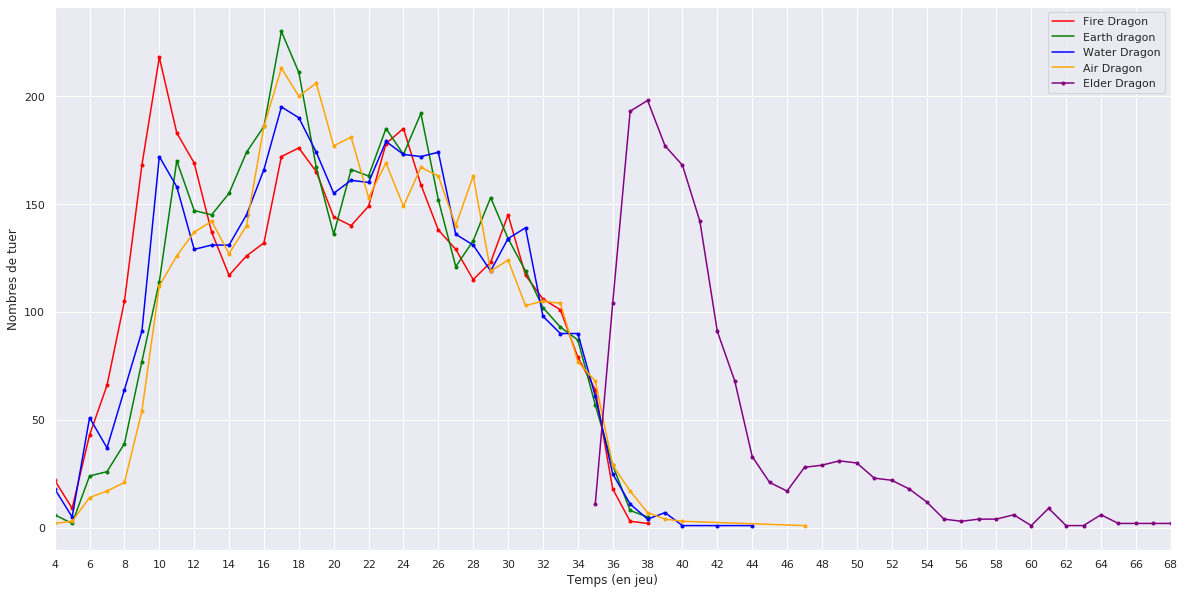 Fire Dragon
Earth dragon
Water Dragon
Air Dragon
Elder Dragon
200
150
100
50
0
Nombres de tuer
4 6 8 10 12 14 16 18 20 22 24 26 28 30 32 34 36 38 40 42 44 46 48 50 52 54 56 58 60 62 64 66 68
Temps (en jeu)